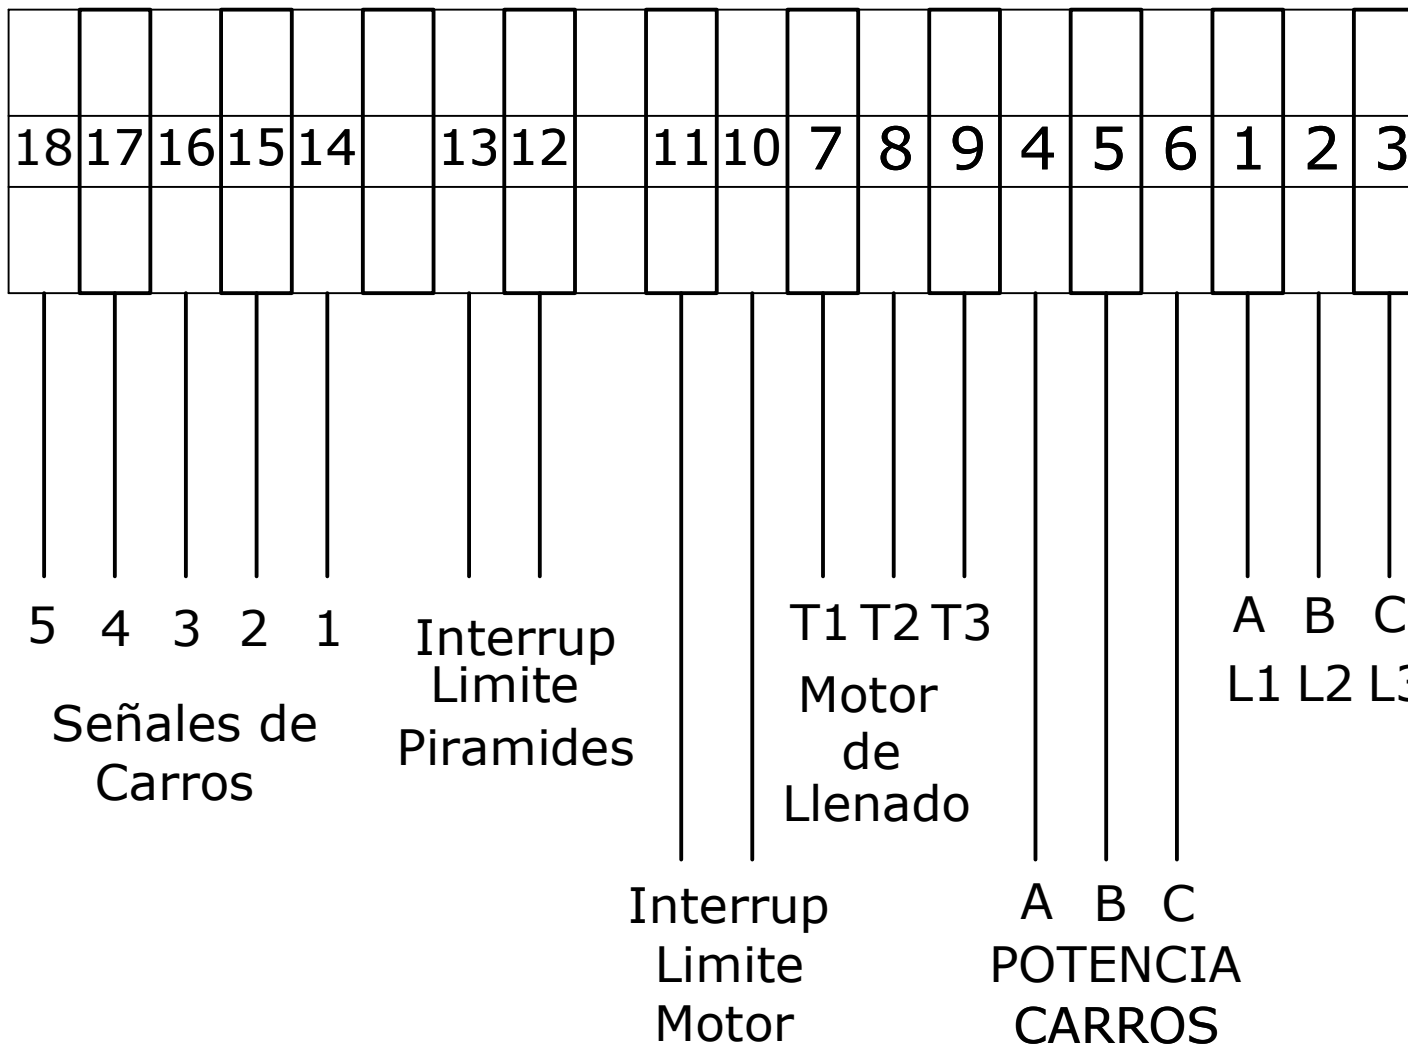 18 17 16 15 14 13 12 11 10 7 8 9 4 5 6 1 2 3
5 4 3 2 1
Señales de
Carros
Interrup
Limite
Piramides
Interrup
Limite
Motor
T1 T2 T3
Motor
de
Llenado
A B C
POTENCIA
CARROS
A B C
L1 L2 L3